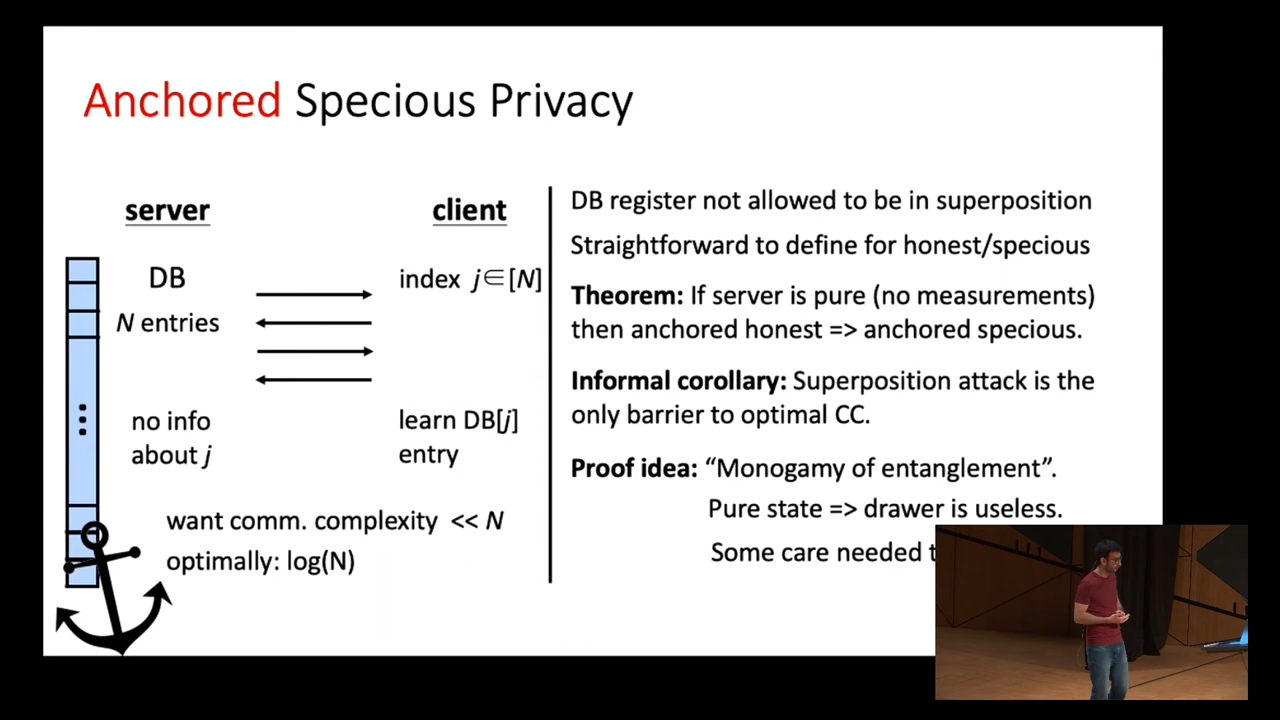 Anchored Specious Privacy
server
client
DB
index j∈[N]
N entries
no info
about j
learn DB[j]
entry
want comm. complexity << N
optimally: log(N)
DB register not allowed to be in superposition
Straightforward to define for honest/specious
Theorem: If server is pure (no measurements)
then anchored honest => anchored specious.
Informal corollary: Superposition attack is the
only barrier to optimal CC.
Proof idea: “Monogamy of entanglement”.
Pure state => drawer is useless.
Some care needed